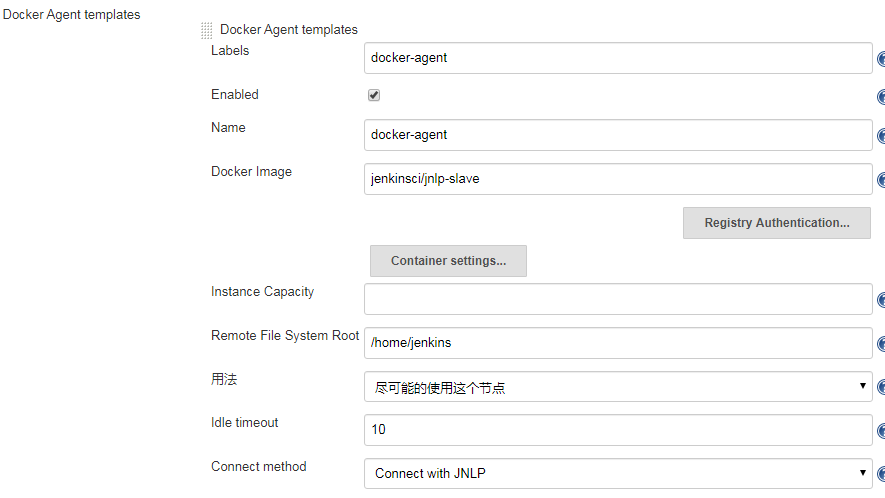 Docker Agent templates
Docker Agent templates
Labels
docker-agent
Enabled
Name
docker-agent
Docker Image
jenkinsci/jnlp-slave
Registry Authentication...
Container settings...
Instance Capacity
Remote File System Root
/home/jenkins
用法
尽可能的使用这个节点
Idle timeout
10
Connect method
Connect with JNLP